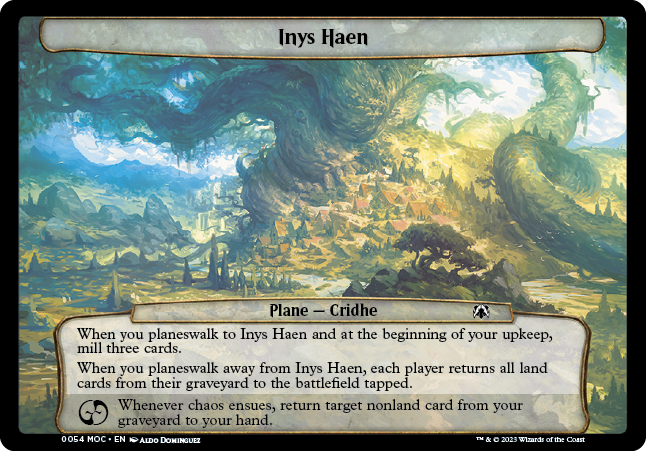 Inys Haen
Plane — Cridhe
When you planeswalk to Inys Haen and at the beginning of your upkeep,
mill three cards.
When you planeswalk away from Inys Haen, each player returns all land
cards from their graveyard to the battlefield tapped.
Whenever chaos ensues, return target nonland card from your
graveyard to your hand.
0054 MOC • EN Aldo Dominguez
™ & © 2023 Wizards of the Coast